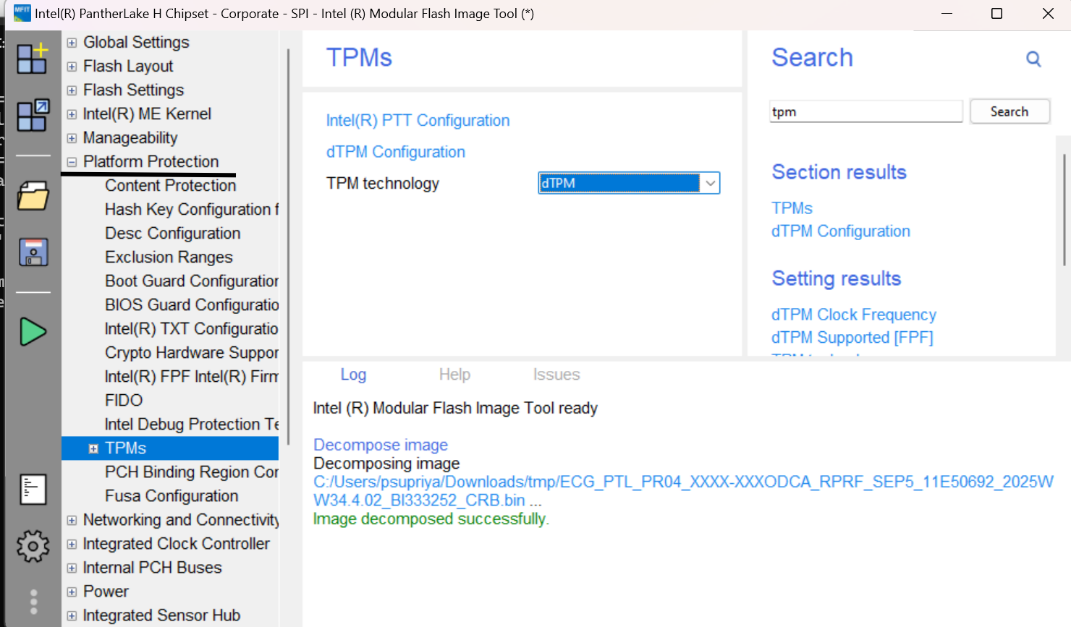 Intel(R) PantherLake H Chipset - Corporate - SPI - Intel (R) Modular Flash Image Tool (*)
MFIT
Global Settings
Flash Layout
Flash Settings
Intel(R) ME Kernel
Manageability
Platform Protection
Content Protection
Hash Key Configuration f
Desc Configuration
Exclusion Ranges
Boot Guard Configuration
BIOS Guard Configuratio
Intel(R) TXT Configuratio
Crypto Hardware Suppor
Intel(R) FPF Intel(R) Firm
FIDO
Intel Debug Protection Te
TPMs
PCH Binding Region Cor
Fusa Configuration
Networking and Connectivity
Integrated Clock Controller
Internal PCH Buses
Power
Integrated Sensor Hub
TPMs
Intel(R) PTT Configuration
dTPM Configuration
TPM technology dTPM
Search
tpm Search
Section results
TPMs
dTPM Configuration
Setting results
dTPM Clock Frequency
dTPM Supported [FPF]
Log Help Issues
Intel (R) Modular Flash Image Tool ready
Decompose image
Decomposing image
C:/Users/psupriya/Downloads/tmp/ECG_PTL_PR04_XXXX-XXXODCA_RPRF_SEP5_11E50692_2025W
W34.4.02_BI333252_CRB.bin ...
Image decomposed successfully.